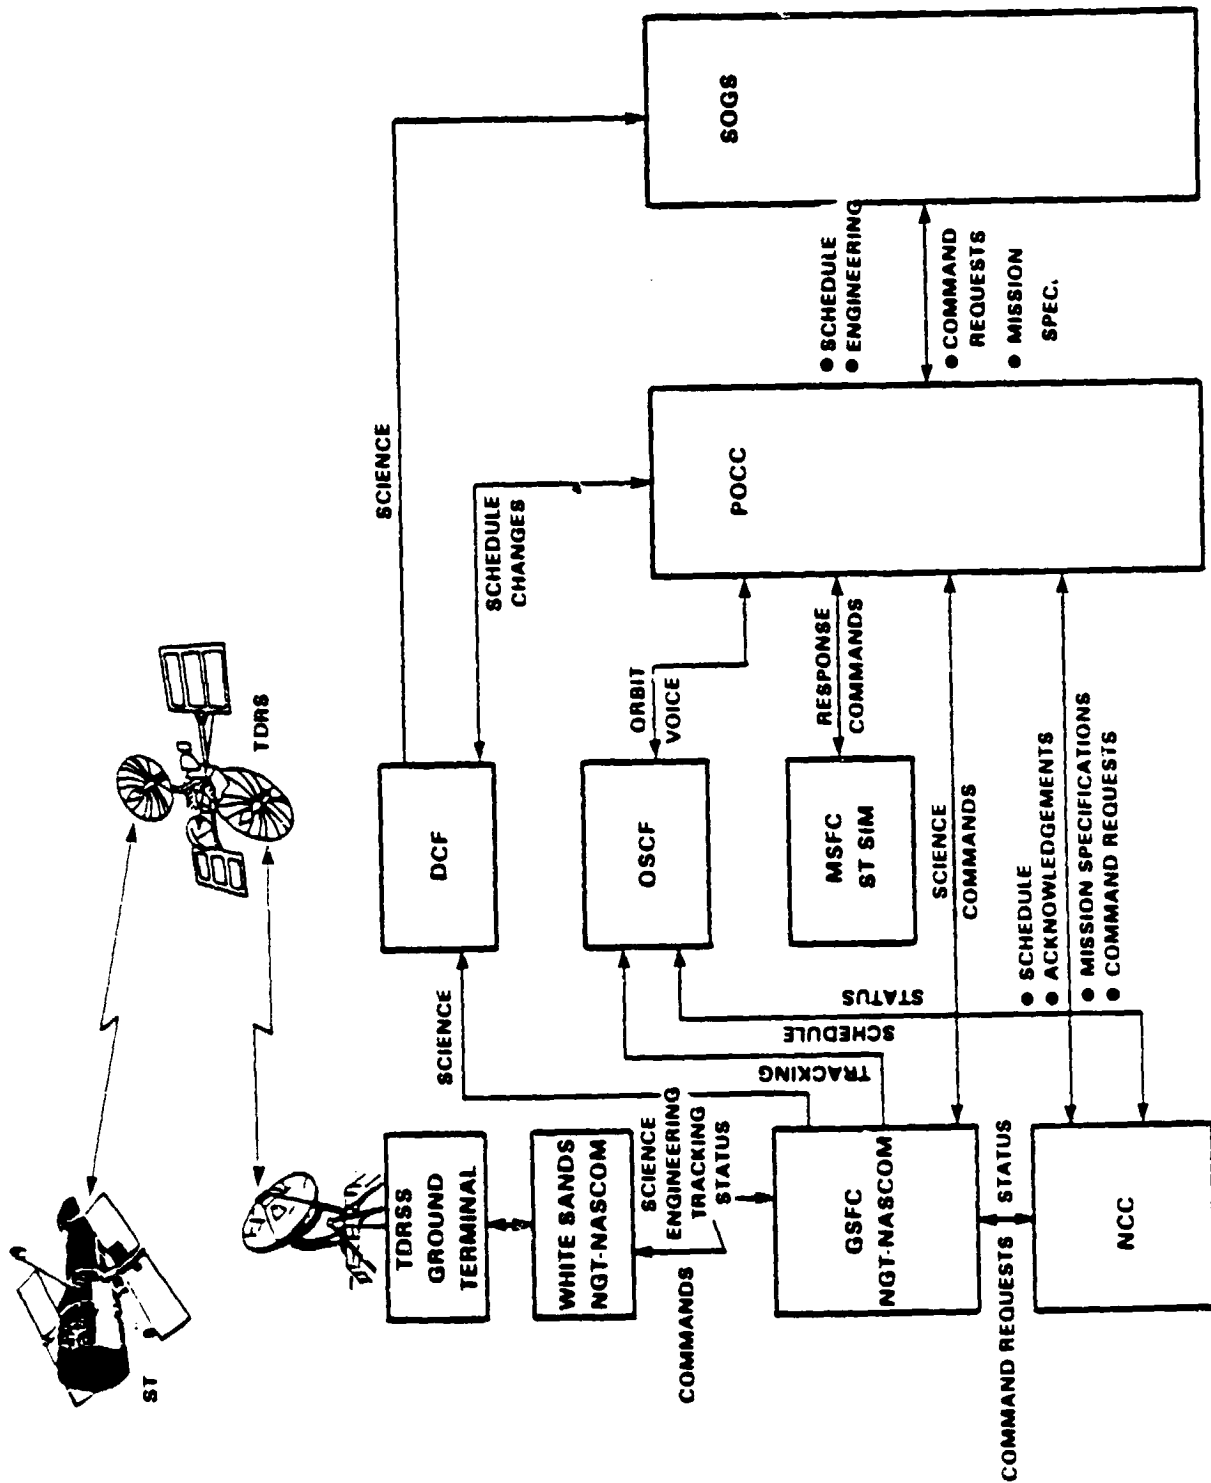 ST
TDRS
TDRSS
GROUND
TERMINAL
WHITE SANDS
NGT-NASCOM
COMMANDS
SCIENCE
ENGINEERING
TRACKING
STATUS
GSFC
NGT-NASCOM
COMMAND REQUESTS
STATUS
NCC
SCIENCE
TRACKING
SCHEDULE
STATUS
DCF
OSCF
MSFC
ST SIM
SCIENCE
COMMANDS
● SCHEDULE
● ACKNOWLEDGEMENTS
● MISSION SPECIFICATIONS
● COMMAND REQUESTS
ORBIT
VOICE
RESPONSE
COMMANDS
SCHEDULE
CHANGES
SCIENCE
POCC
● SCHEDULE
● ENGINEERING
● COMMAND
REQUESTS
● MISSION
SPEC.
SOGS